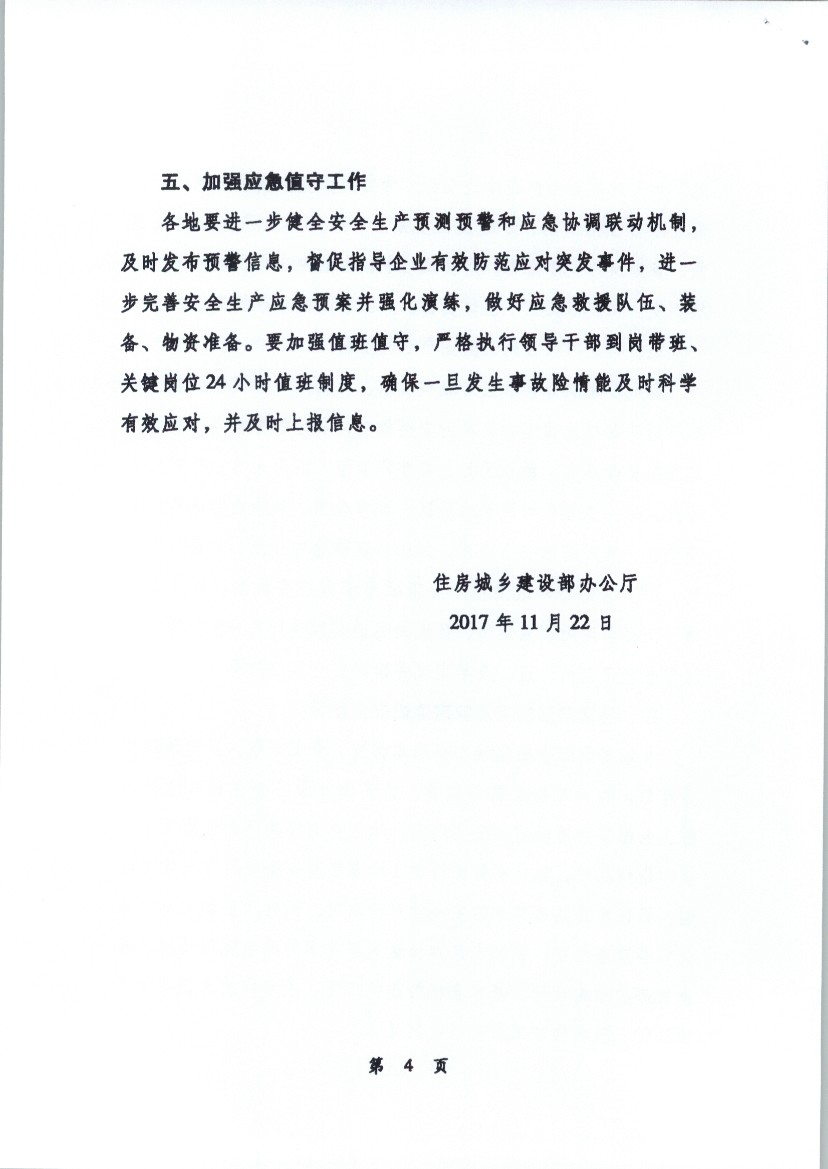 五、加强应急值守工作
各地要进一步健全安全生产预测预警和应急协调联动机制，
及时发布预警信息，督促指导企业有效防范应对突发事件，进一
步完善安全生产应急预案并强化演练，做好应急救援队伍、装
备、物资准备。要加强值班值守，严格执行领导干部到岗带班、
关键岗位24小时值班制度，确保一旦发生事故险情能及时科学
有效应对，并及时上报信息。
住房城乡建设部办公厅
2017年11月22日
第 4 页